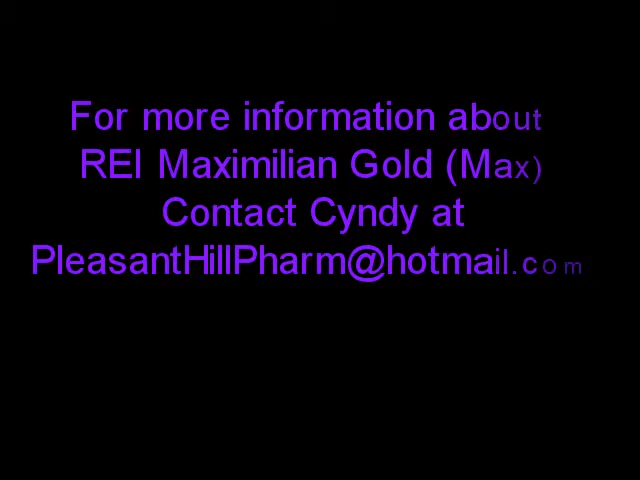 For more information about
REI Maximilian Gold (Max)
Contact Cyndy at
PleasantHillPharm@hotmail.com